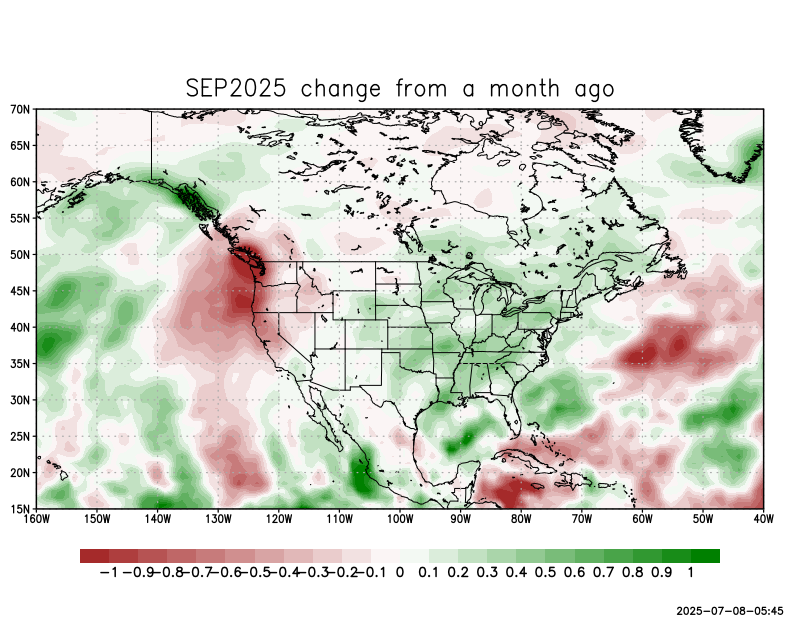 SEP2025 change from a month ago
70N
65N
60N
55N
50N
45N
40N
35N
30N
25N
20N
15N
160W 150W 140W 130W 120W 110W 100W 90W 80W 70W 60W 50W 40W
-1 -0.9 -0.8 -0.7 -0.6 -0.5 -0.4 -0.3 -0.2 -0.1 0 0.1 0.2 0.3 0.4 0.5 0.6 0.7 0.8 0.9 1
2025-07-08-05:45